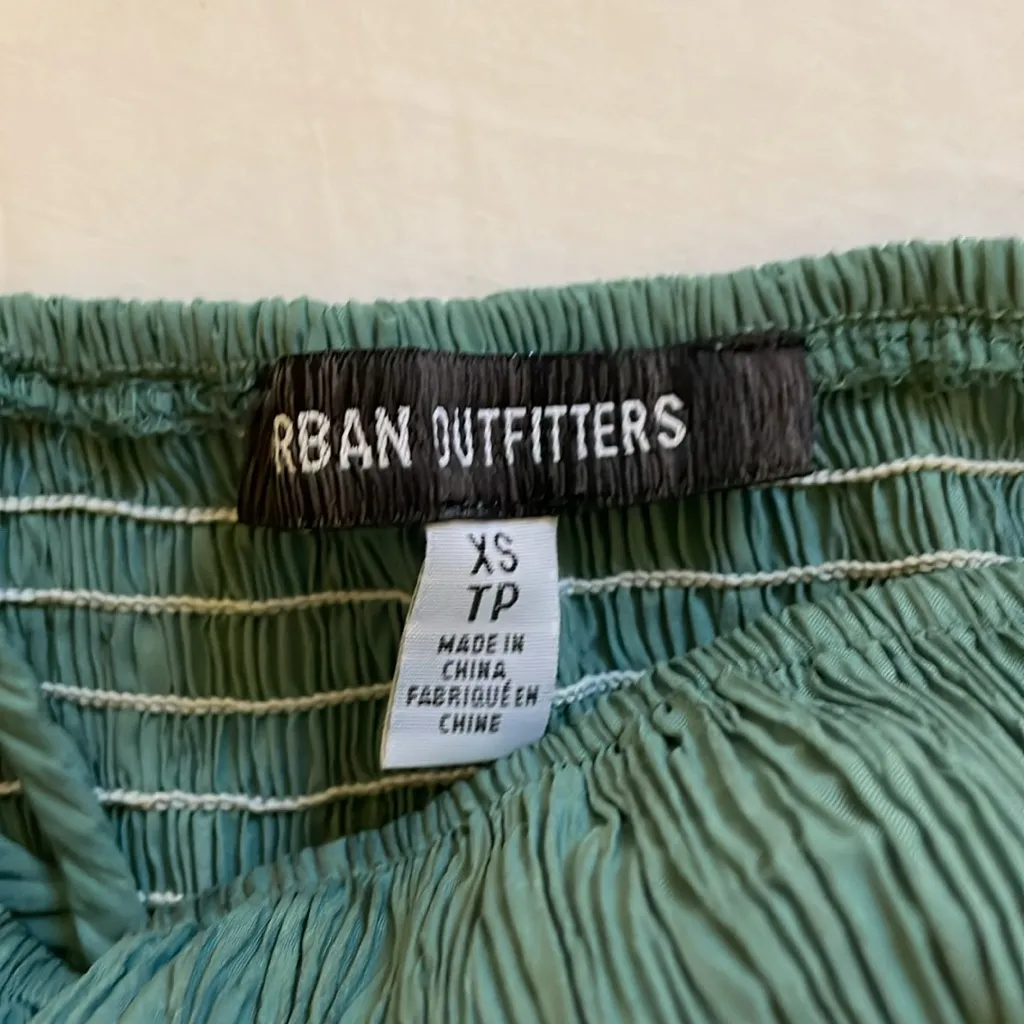 RBAN OUTFITTERS
XS
TP
MADE IN
CHINA
FABRIQUÉ EN
CHINE